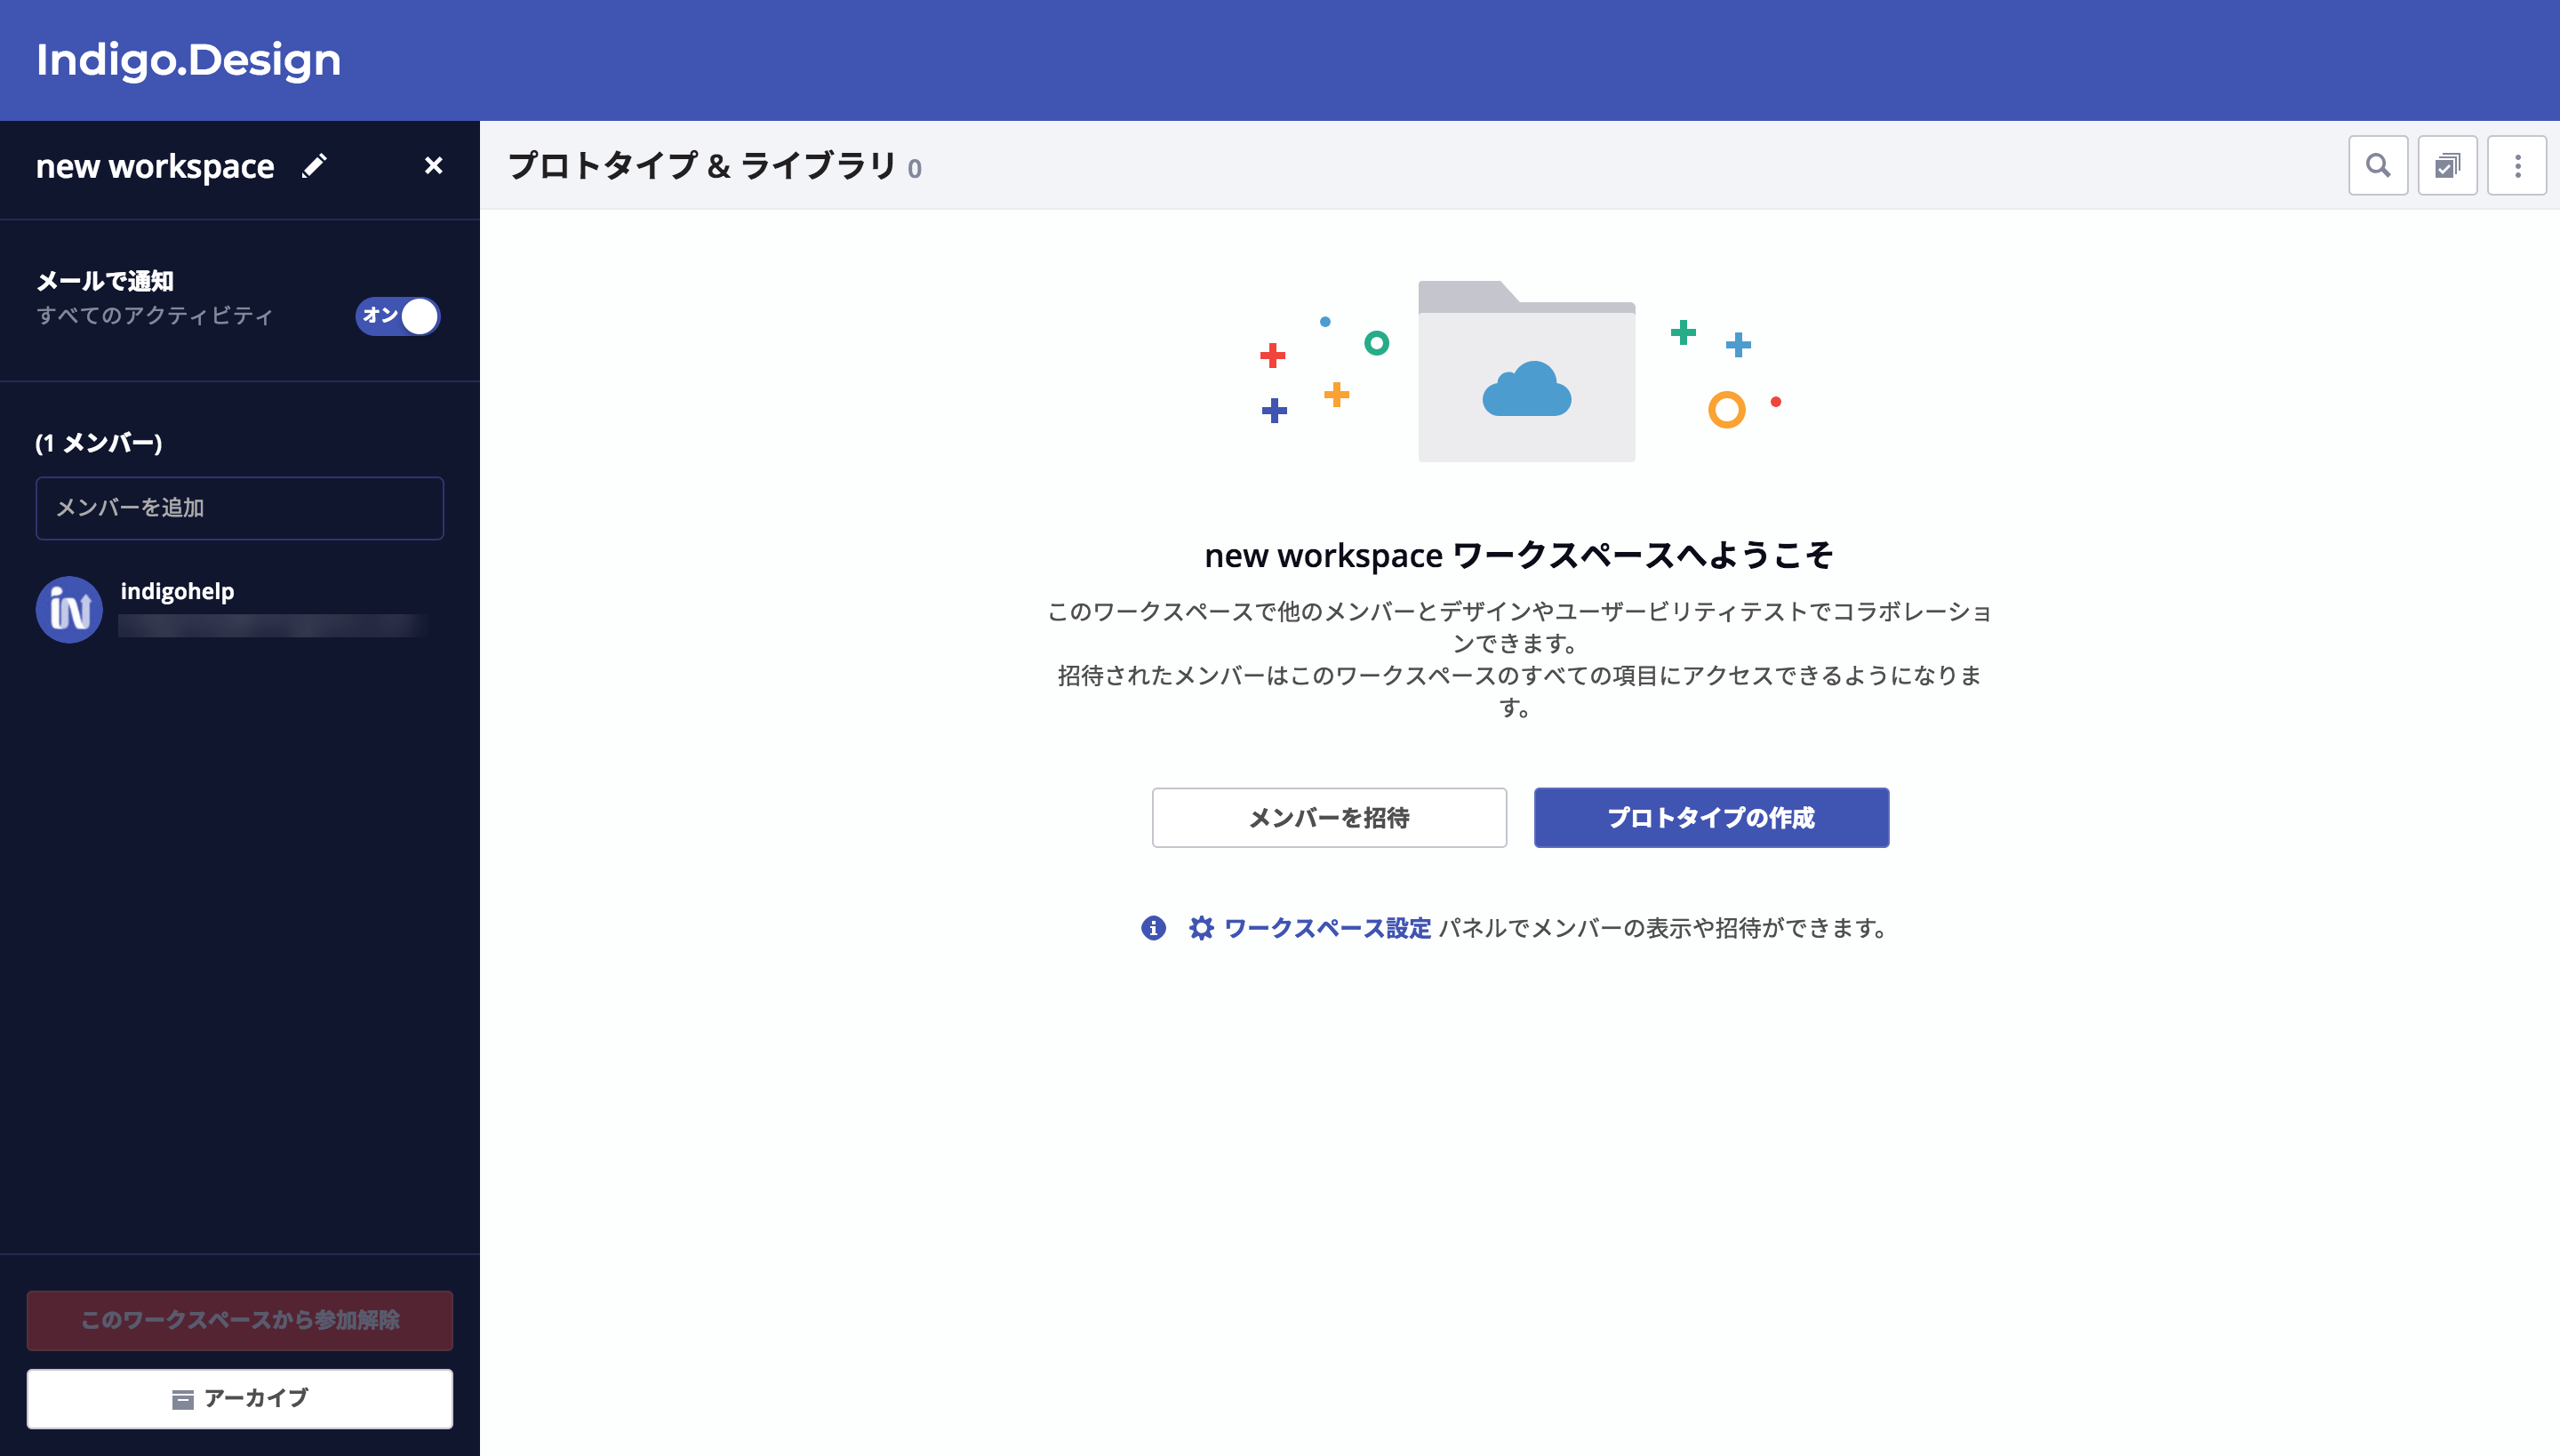 Indigo.Design
new workspace
プロトタイプ & ライブラリ 0
メールで通知
すべてのアクティビティ
オン
(1 メンバー)
メンバーを追加
indigohelp
new workspace ワークスペースへようこそ
このワークスペースで他のメンバーとデザインやユーザービリティテストでコラボレーショ
ンできます。
招待されたメンバーはこのワークスペースのすべての項目にアクセスできるようになりま
す。
メンバーを招待
プロトタイプの作成
ワークスペース設定 パネルでメンバーの表示や招待ができます。
このワークスペースから参加解除
アーカイブ